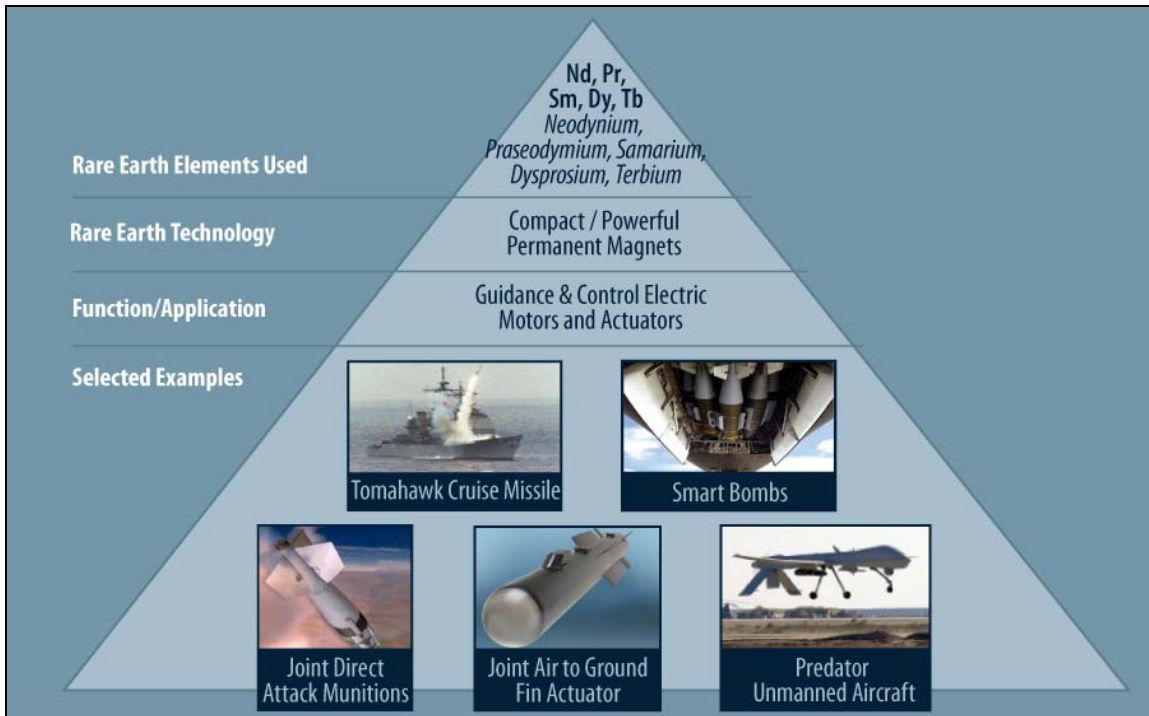 Nd, Pr,
Sm, Dy, Tb
Neodynium,
Praseodymium, Samarium,
Dysprosium, Terbium
Rare Earth Elements Used
Rare Earth Technology
Compact / Powerful
Permanent Magnets
Function/Application
Guidance & Control Electric
Motors and Actuators
Selected Examples
Tomahawk Cruise Missile
Smart Bombs
Joint Direct
Attack Munitions
Joint Air to Ground
Fin Actuator
Predator
Unmanned Aircraft